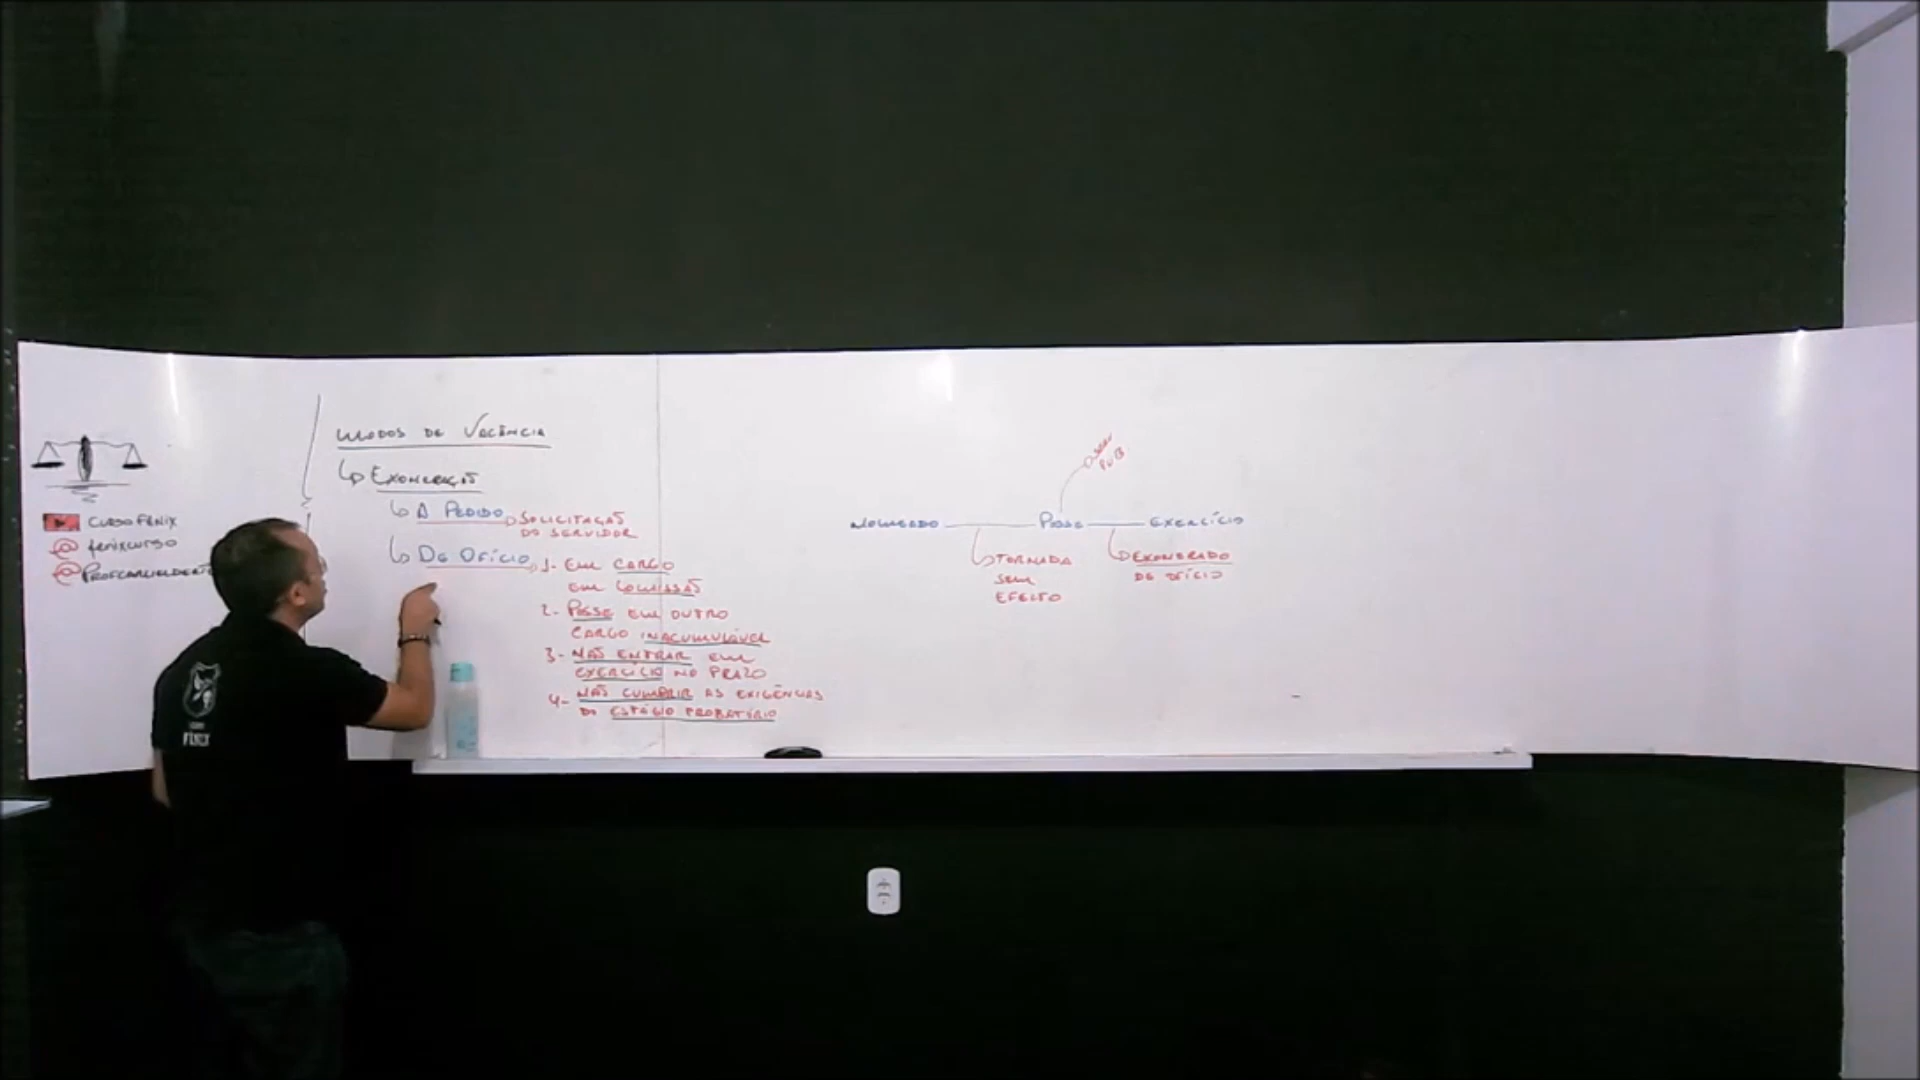 MODOS DE VACÂNCIA
EXONERAÇÃO
A PEDIDO
SOLICITAÇÃO
DO SERVIDOR
DE OFÍCIO
1- EM CARGO
EM COMISSÃO
2- POSSE EM OUTRO
CARGO INACUMULÁVEL
3- NÃO ENTRAR EM
EXERCÍCIO NO PRAZO
4- NÃO CUMPRIR AS EXIGÊNCIAS
DO ESTÁGIO PROBATÓRIO
CURSO FÊNIX
@ fenixcurso
NOMEADO
POSSE
EXERCÍCIO
TORNADA
SEM
EFEITO
EXONERADO
DE OFÍCIO
FÊNIX